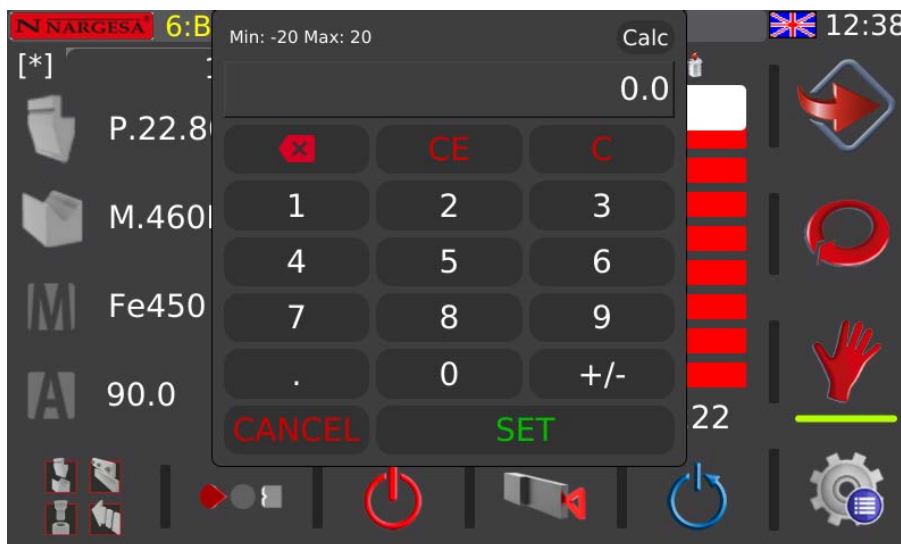 N NARGESA
6:B
Min: -20 Max: 20
Calc
12:38
[*]
0.0
P.22.8
CE
C
1 2 3
M.460
4 5 6
Fe450
7 8 9
. 0 +/-
90.0
CANCEL
SET
22
M
A